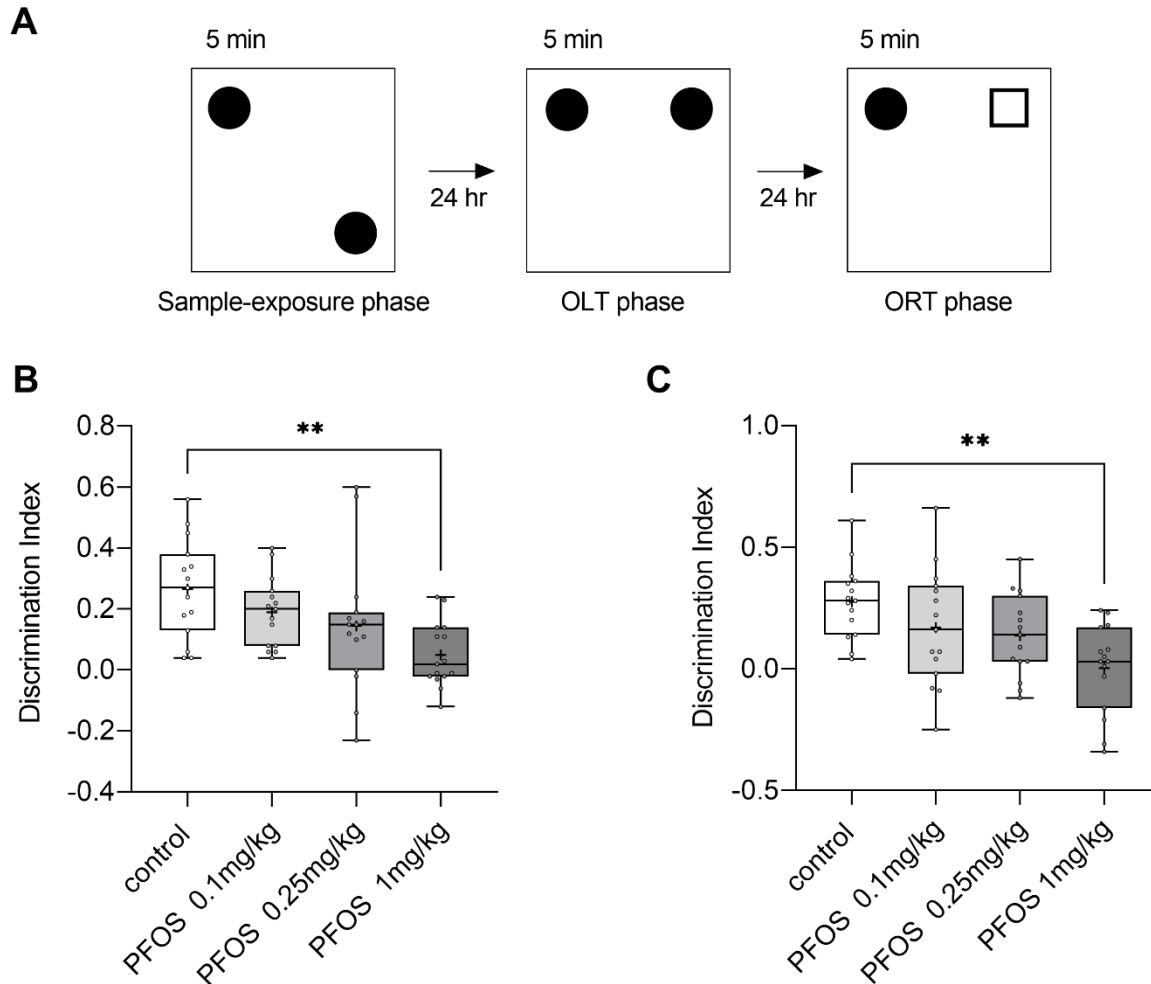 A
5 min
5 min
5 min
24 hr
24 hr
Sample-exposure phase
OLT phase
ORT phase
B
Discrimination Index
0.8
0.6
0.4
0.2
0.0
-0.2
-0.4
**
control
PFOS 0.1mg/kg
PFOS 0.25mg/kg
PFOS 1mg/kg
C
Discrimination Index
1.0
0.5
0.0
-0.5
**
control
PFOS 0.1mg/kg
PFOS 0.25mg/kg
PFOS 1mg/kg